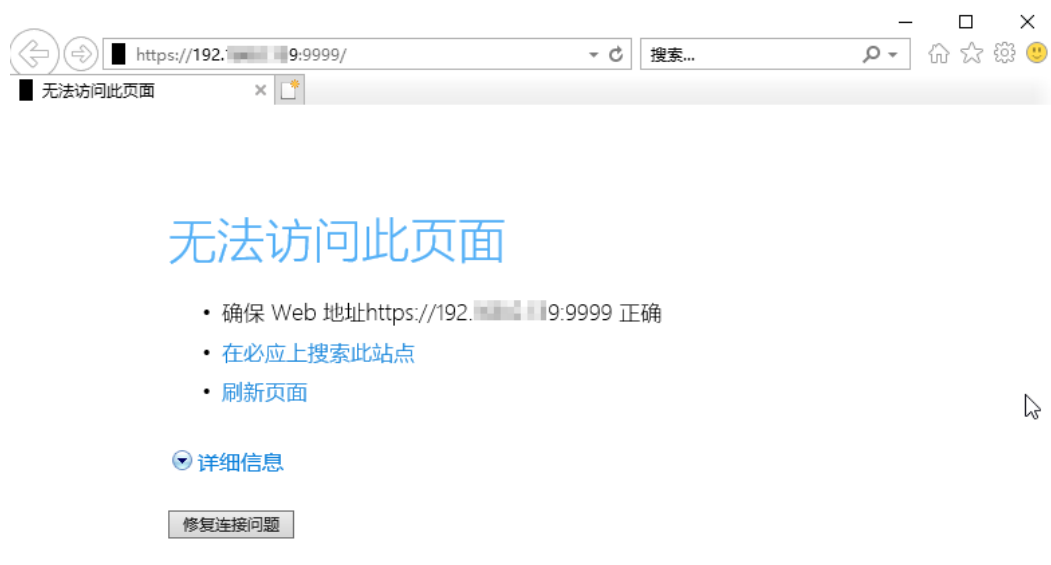 https://192. 9:9999/
搜索...
无法访问此页面
无法访问此页面
• 确保 Web 地址https://192. 9:9999 正确
• 在必应上搜索此站点
• 刷新页面
详细信息
修复连接问题